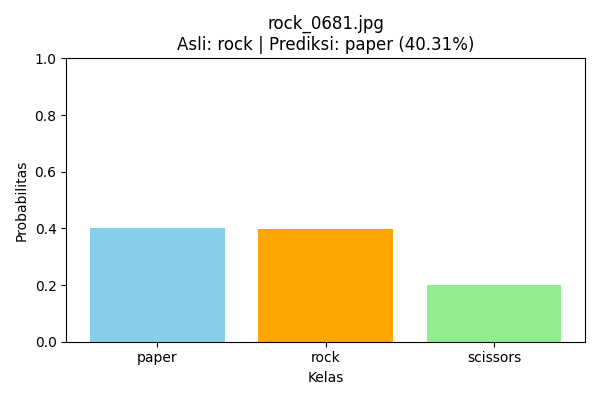 rock_0681.jpg
Asli: rock | Prediksi: paper (40.31%)
1.0
0.8
0.6
0.4
0.2
0.0
Probabilitas
paper rock scissors
Kelas